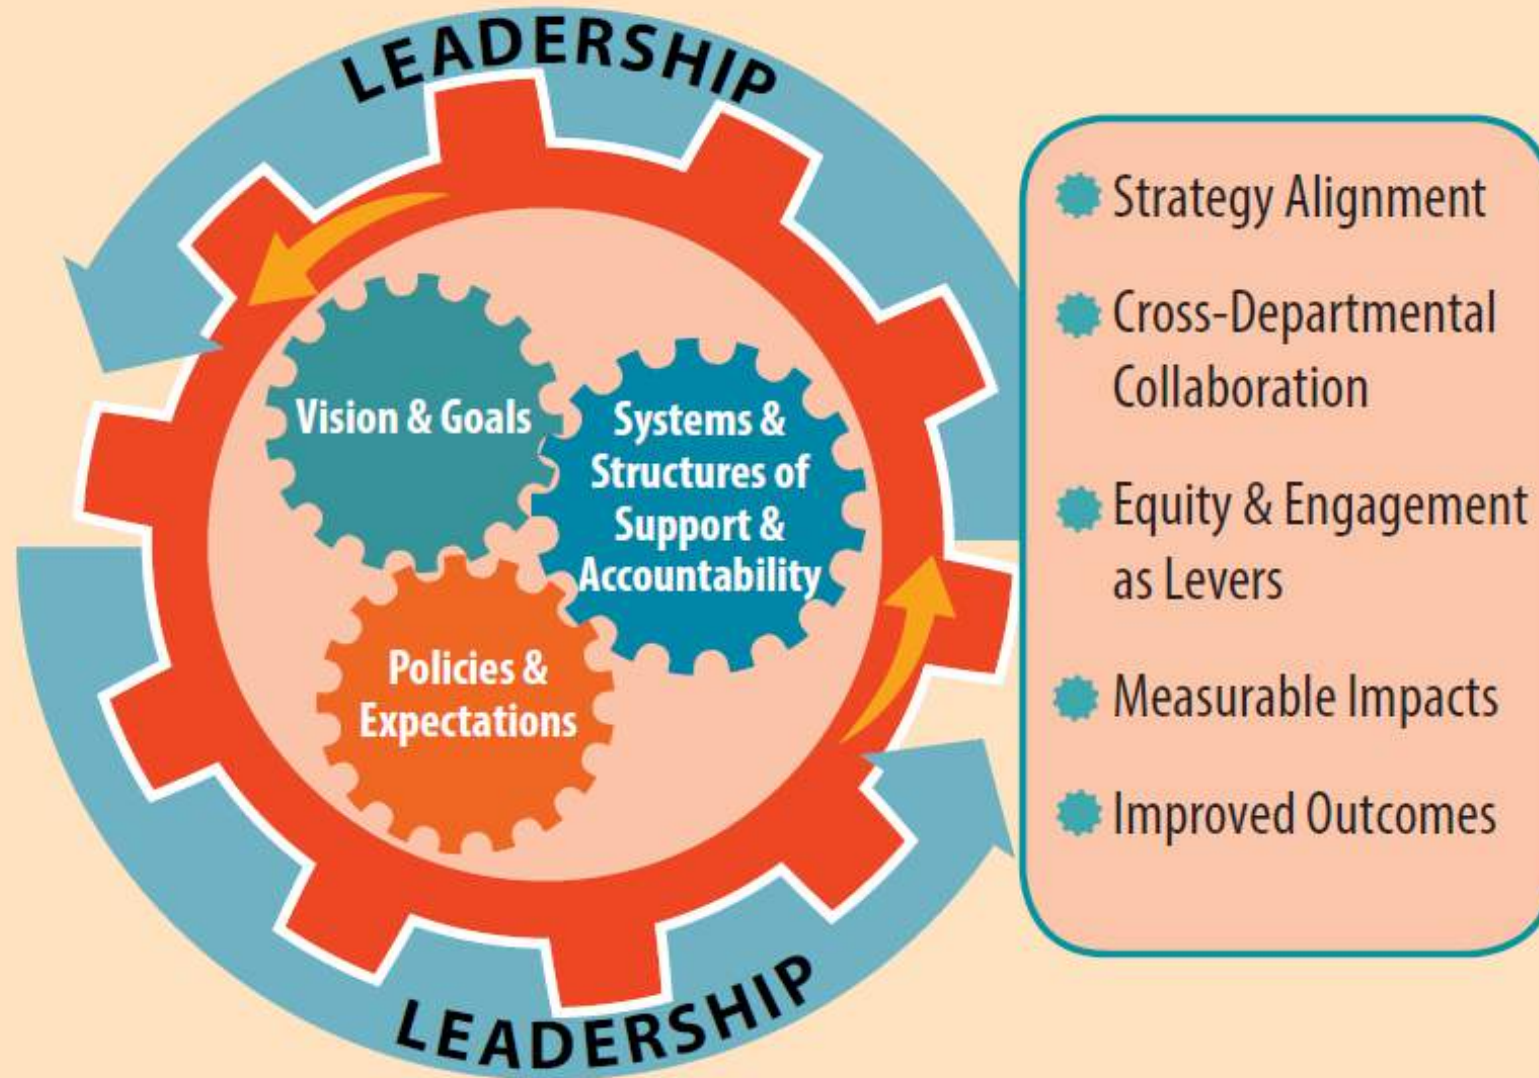 LEADERSHIP
Vision & Goals
Systems &
Structures of
Support &
Accountability
Policies &
Expectations
LEADERSHIP
Strategy Alignment
Cross-Departmental
Collaboration
Equity & Engagement
as Levers
Measurable Impacts
Improved Outcomes